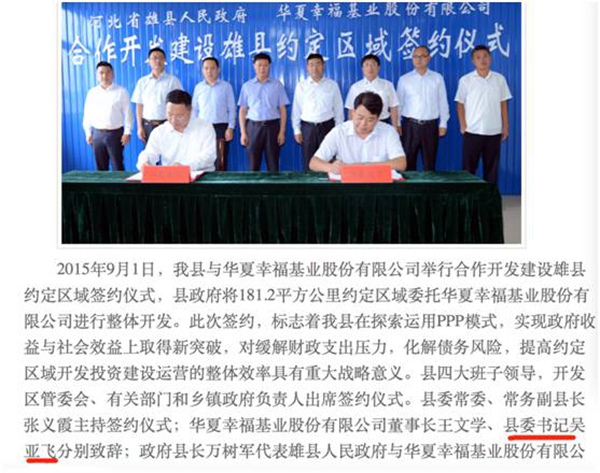 河北省雄县人民政府　华夏幸福基业股份有限公司
合作开发建设雄县约定区域签约仪式
2015年9月1日，我县与华夏幸福基业股份有限公司举行合作开发建设雄县
约定区域签约仪式，县政府将181.2平方公里约定区域委托华夏幸福基业股份有
限公司进行整体开发。此次签约，标志着我县在探索运用PPP模式，实现政府收
益与社会效益上取得新突破，对缓解财政支出压力，化解债务风险，提高约定
区域开发投资建设运营的整体效率具有重大战略意义。县四大班子领导，开发
区管委会、有关部门和乡镇政府负责人出席签约仪式。县委常委、常务副县长
张义霞主持签约仪式；华夏幸福基业股份有限公司董事长王文学、县委书记吴
亚飞分别致辞；政府县长万树军代表雄县人民政府与华夏幸福基业股份有限公